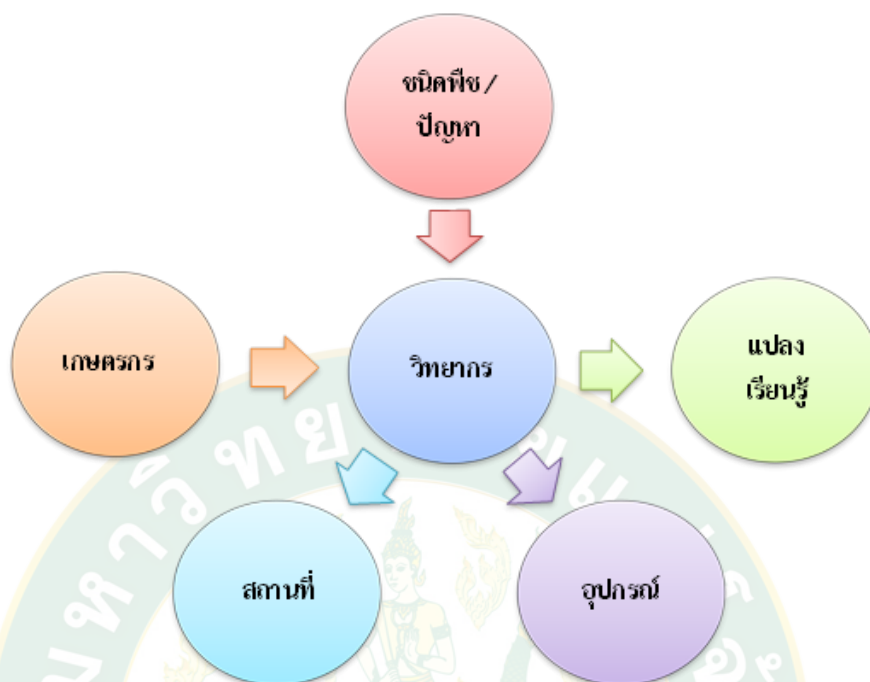 ชนิดพืช /
ปัญหา
เกษตรกร
วิทยากร
แปลง
เรียนรู้
สถานที่
อุปกรณ์